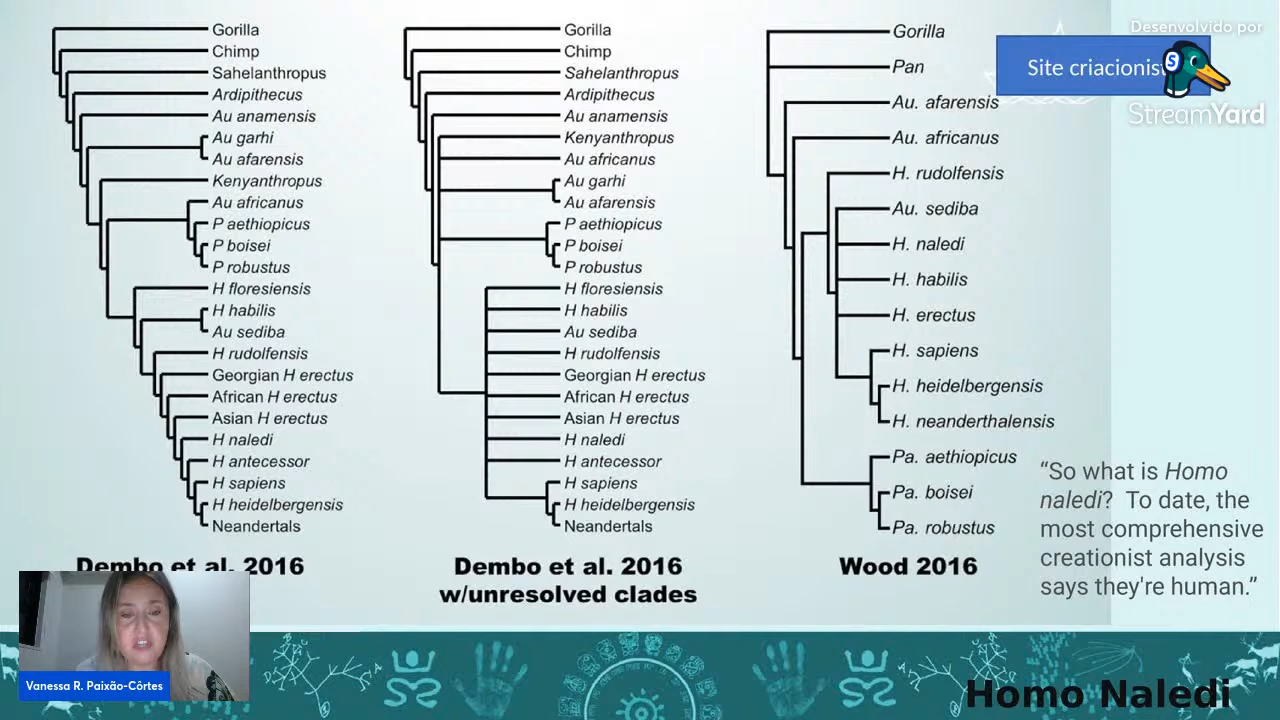 Gorilla
Chimp
Sahelanthropus
Ardipithecus
Au anamensis
Au garhi
Au afarensis
Kenyanthropus
Au africanus
P aethiopicus
P boisei
P robustus
H floresiensis
H habilis
Au sediba
H rudolfensis
Georgian H erectus
African H erectus
Asian H erectus
H naledi
H antecessor
H sapiens
H heidelbergensis
Neandertals
Dembo et al. 2016
Gorilla
Chimp
Sahelanthropus
Ardipithecus
Au anamensis
Kenyanthropus
Au africanus
Au garhi
Au afarensis
P aethiopicus
P boisei
P robustus
H floresiensis
H habilis
Au sediba
H rudolfensis
Georgian H erectus
African H erectus
Asian H erectus
H naledi
H antecessor
H sapiens
H heidelbergensis
Neandertals
Dembo et al. 2016
w/unresolved clades
Gorilla
Pan
Au. afarensis
Au. africanus
H. rudolfensis
Au. sediba
H. naledi
H. habilis
H. erectus
H. sapiens
H. heidelbergensis
H. neanderthalensis
Pa. aethiopicus
Pa. boisei
Pa. robustus
Wood 2016
Desenvolvido por
Site criacionis
StreamYard
“So what is Homo
naledi? To date, the
most comprehensive
creationist analysis
says they're human.”
Vanessa R. Paixão-Côrtes
Homo Naledi